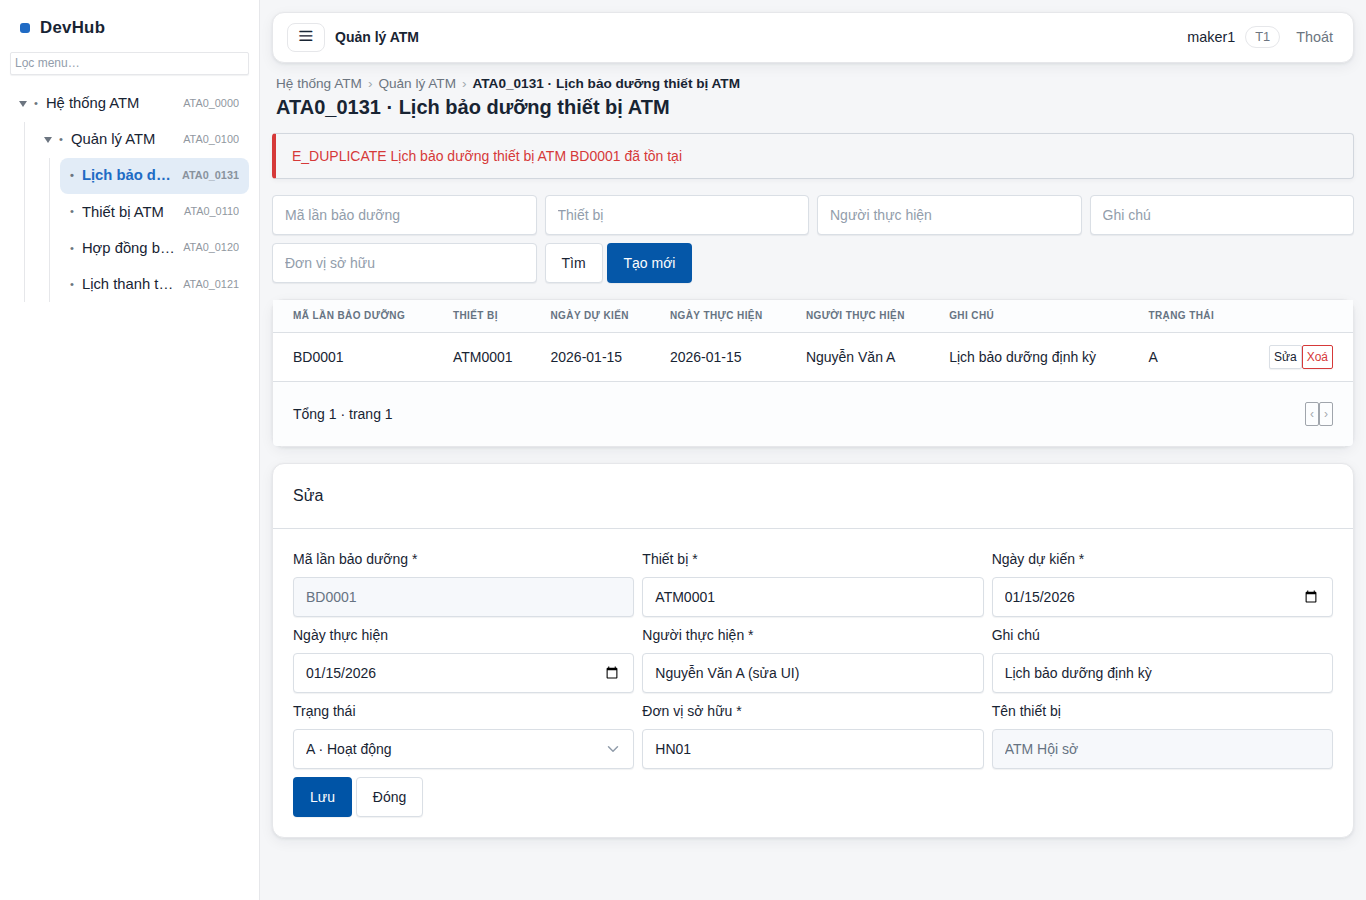 DevHub
Lọc menu…
Hệ thống ATM ATA0_0000
Quản lý ATM ATA0_0100
Lịch bảo d… ATA0_0131
Thiết bị ATM ATA0_0110
Hợp đồng b… ATA0_0120
Lịch thanh t… ATA0_0121
Quản lý ATM
maker1 T1 Thoát
Hệ thống ATM › Quản lý ATM › ATA0_0131 · Lịch bảo dưỡng thiết bị ATM
ATA0_0131 · Lịch bảo dưỡng thiết bị ATM
E_DUPLICATE Lịch bảo dưỡng thiết bị ATM BD0001 đã tồn tại
Mã lần bảo dưỡng Thiết bị Người thực hiện Ghi chú
Đơn vị sở hữu Tìm Tạo mới
MÃ LẦN BẢO DƯỠNG THIẾT BỊ NGÀY DỰ KIẾN NGÀY THỰC HIỆN NGƯỜI THỰC HIỆN GHI CHÚ TRẠNG THÁI
BD0001 ATM0001 2026-01-15 2026-01-15 Nguyễn Văn A Lịch bảo dưỡng định kỳ A Sửa Xoá
Tổng 1 · trang 1 ‹ ›
Sửa
Mã lần bảo dưỡng * Thiết bị * Ngày dự kiến *
BD0001 ATM0001 01/15/2026
Ngày thực hiện Người thực hiện * Ghi chú
01/15/2026 Nguyễn Văn A (sửa UI) Lịch bảo dưỡng định kỳ
Trạng thái Đơn vị sở hữu * Tên thiết bị
A · Hoạt động HN01 ATM Hội sở
Lưu Đóng